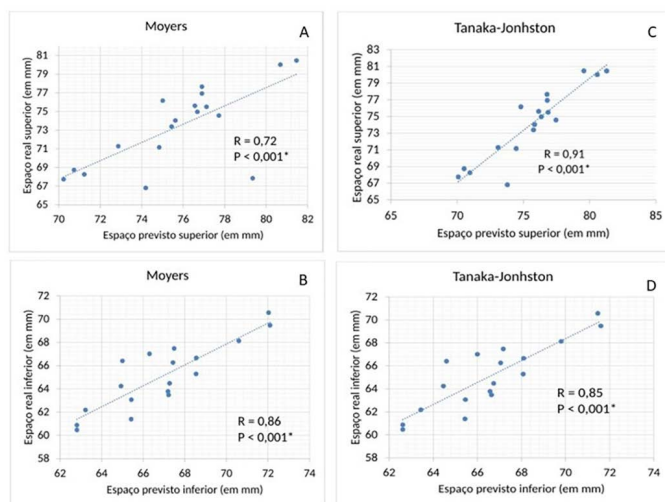 Moyers
A
Espaço real superior (em mm)
81
79
77
75
73
71
69
67
65
R = 0,72
P < 0,001*
70
72
74
76
78
80
82
Espaço previsto superior (em mm)
Tanaka-Jonhston
C
Espaço real superior (em mm)
83
81
79
77
75
73
71
69
67
65
R = 0,91
P < 0,001*
65
70
75
80
85
Espaço previsto superior (em mm)
Moyers
B
Espaço real inferior (em mm)
72
70
68
66
64
62
60
58
R = 0,86
P < 0,001*
62
64
66
68
70
72
74
Espaço previsto inferior (em mm)
Tanaka-Jonhston
D
Espaço real inferior (em mm)
72
70
68
66
64
62
60
58
R = 0,85
P < 0,001*
62
64
66
68
70
72
74
Espaço previsto inferior (em mm)